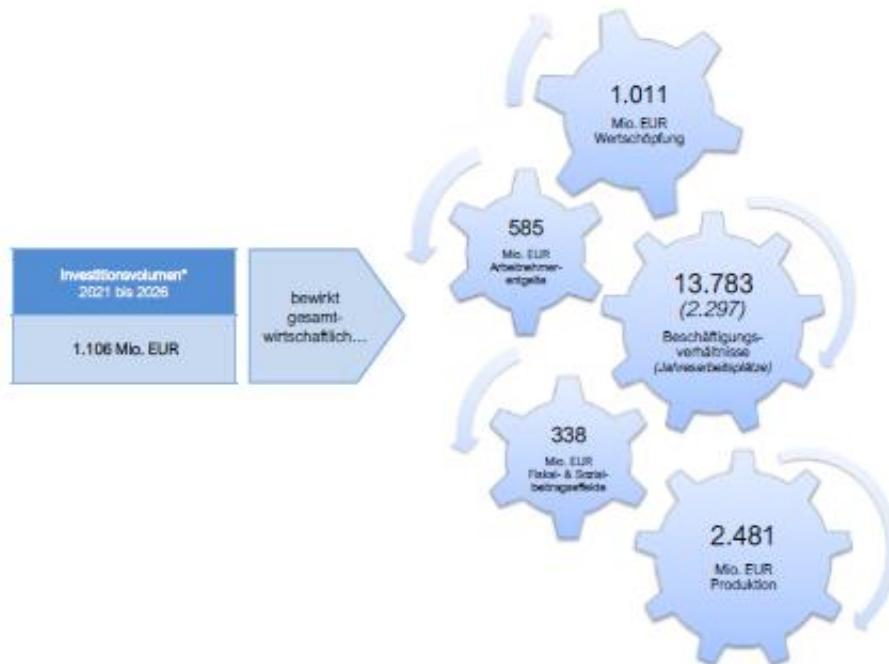 Investitionsvolumen*
2021 bis 2026
1.106 Mio. EUR
bewirkt
gesamt-
wirtschaftlich...
1.011
Mio. EUR
Wertschöpfung
585
Mio. EUR
Arbeitnehmer-
entgelte
13.783
(2.297)
Beschäftigungs-
verhältnisse
(Jahresarbeitsplätze)
338
Mio. EUR
Fiskal- & Sozial-
beitragseffekte
2.481
Mio. EUR
Produktion